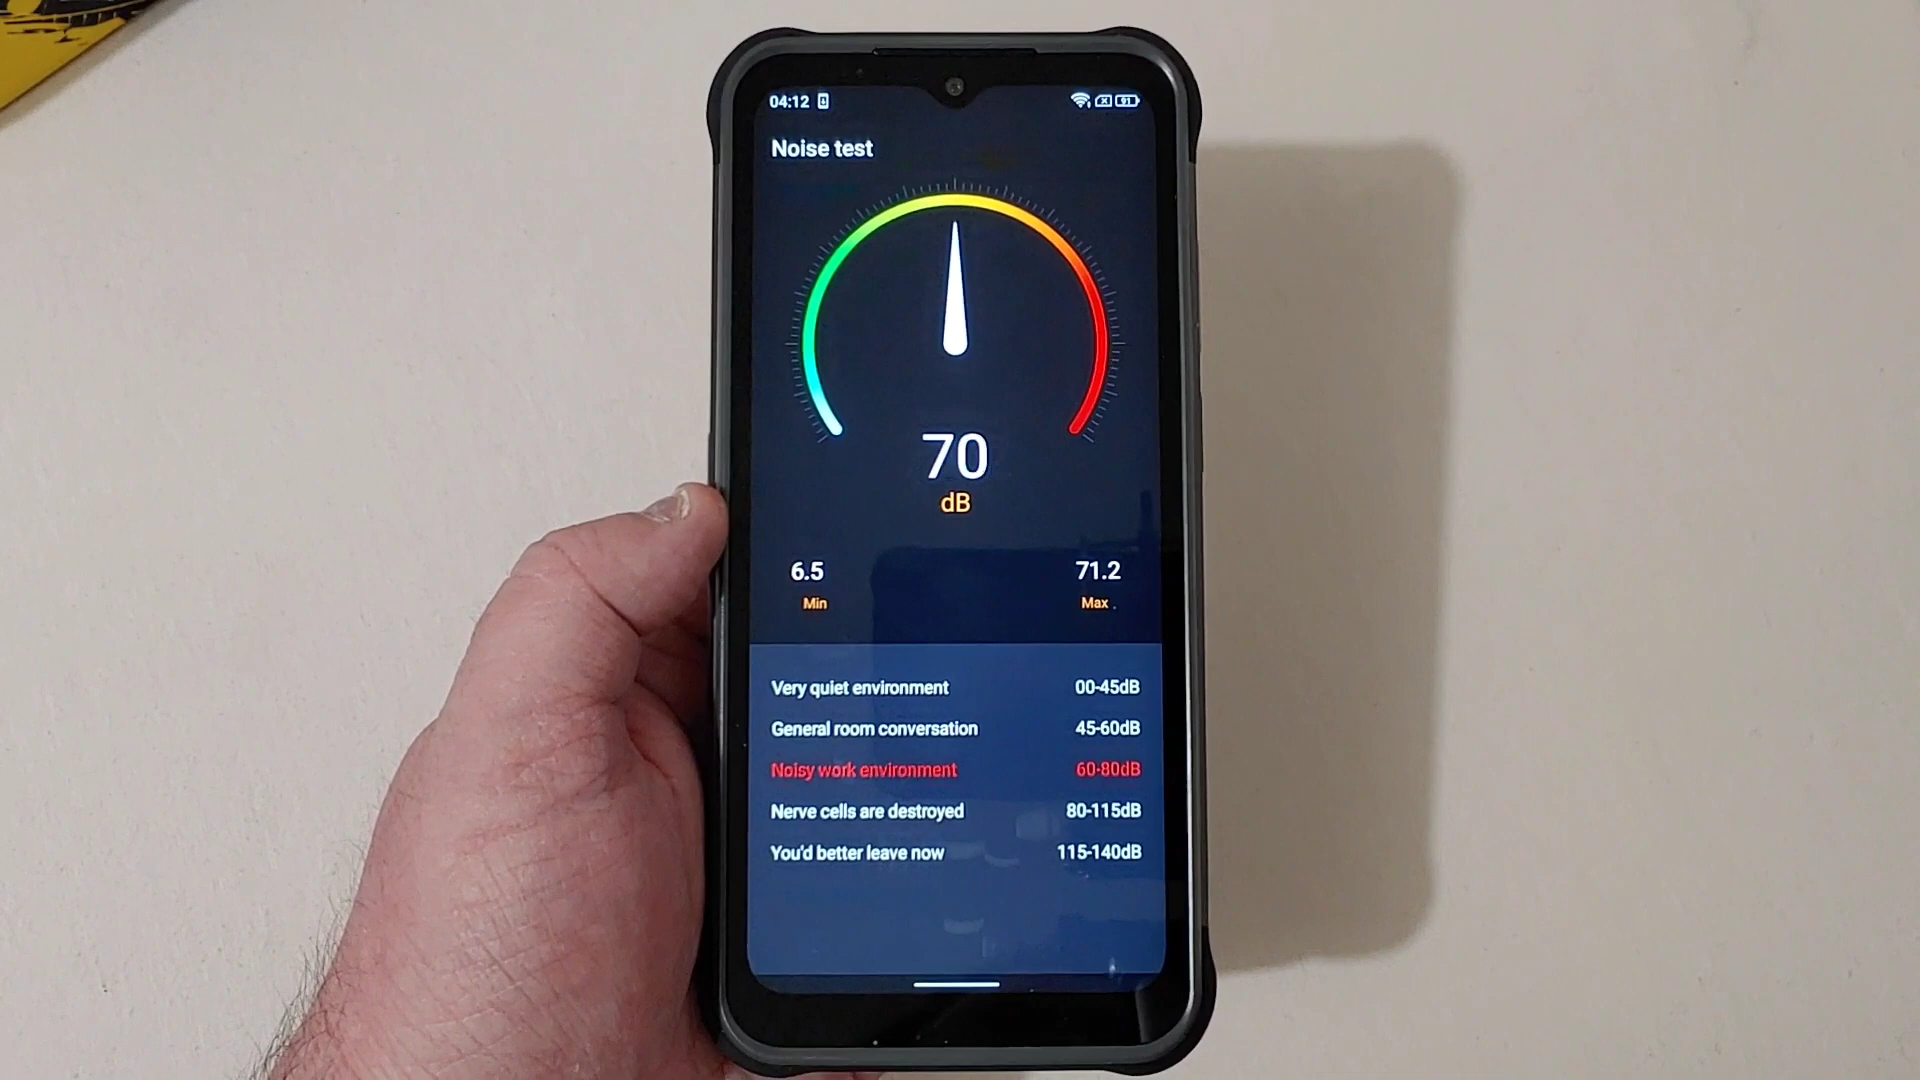 04:12 91
Noise test
70
dB
6.5 71.2
Min Max
Very quiet environment 00-45dB
General room conversation 45-60dB
Noisy work environment 60-80dB
Nerve cells are destroyed 80-115dB
You'd better leave now 115-140dB